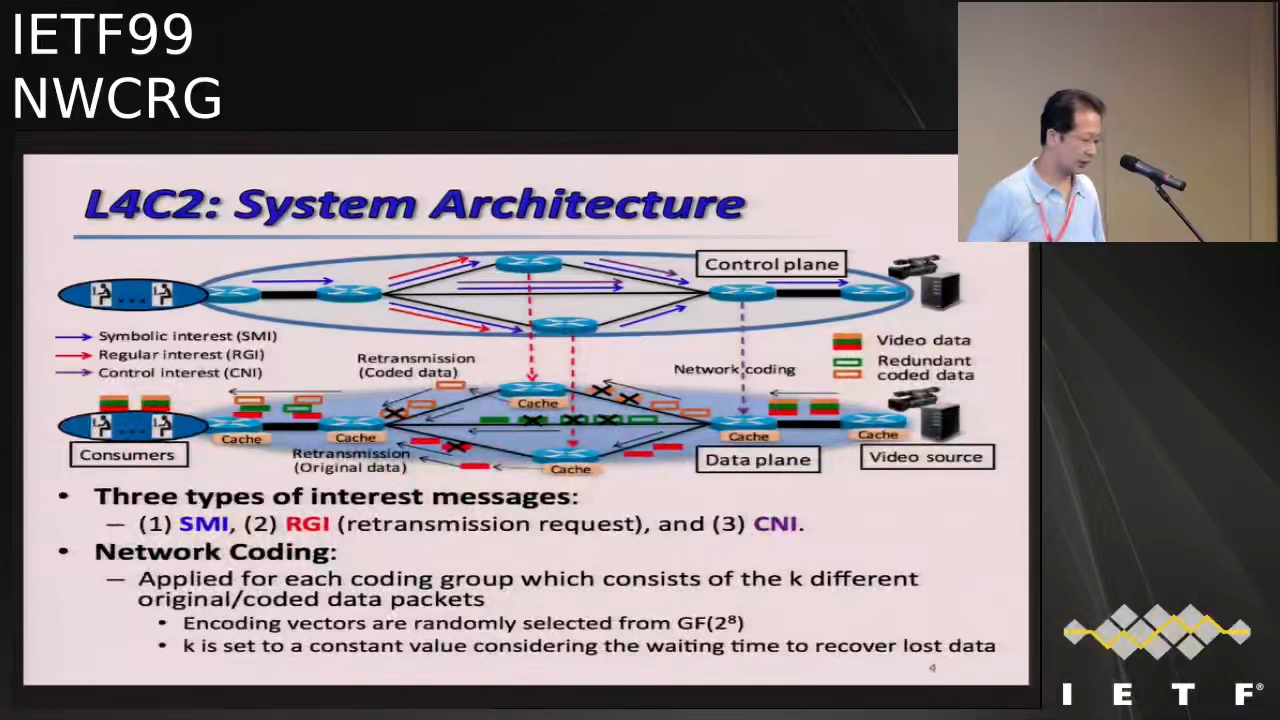 IETF99
NWCRG
L4C2: System Architecture
Control plane
Symbolic interest (SMI)
Regular interest (RGI)
Control interest (CNI)
Retransmission
(Coded data)
Network coding
Video data
Redundant
coded data
Cache
Cache
Cache
Cache
Cache
Cache
Consumers
Retransmission
(Original data)
Data plane
Video source
• Three types of interest messages:
– (1) SMI, (2) RGI (retransmission request), and (3) CNI.
• Network Coding:
– Applied for each coding group which consists of the k different
original/coded data packets
• Encoding vectors are randomly selected from GF(2⁸)
• k is set to a constant value considering the waiting time to recover lost data
4
I E T F®